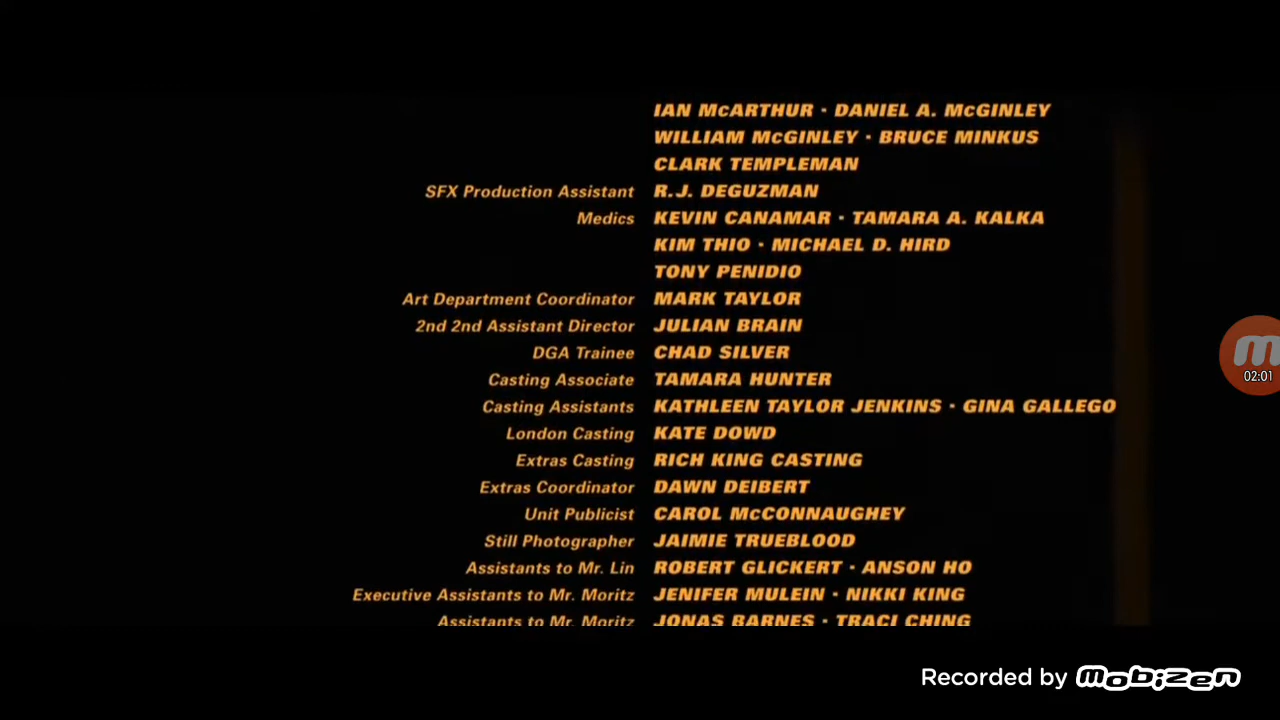 IAN McARTHUR · DANIEL A. McGINLEY
WILLIAM McGINLEY · BRUCE MINKUS
CLARK TEMPLEMAN
SFX Production Assistant R.J. DEGUZMAN
Medics KEVIN CANAMAR · TAMARA A. KALKA
KIM THIO · MICHAEL D. HIRD
TONY PENIDIO
Art Department Coordinator MARK TAYLOR
2nd 2nd Assistant Director JULIAN BRAIN
DGA Trainee CHAD SILVER
Casting Associate TAMARA HUNTER
Casting Assistants KATHLEEN TAYLOR JENKINS · GINA GALLEGO
London Casting KATE DOWD
Extras Casting RICH KING CASTING
Extras Coordinator DAWN DEIBERT
Unit Publicist CAROL McCONNAUGHEY
Still Photographer JAIMIE TRUEBLOOD
Assistants to Mr. Lin ROBERT GLICKERT · ANSON HO
Executive Assistants to Mr. Moritz JENIFER MULEIN · NIKKI KING
Assistants to Mr. Moritz JONAS BARNES · TRACI CHING
m
02:01
Recorded by mobizen